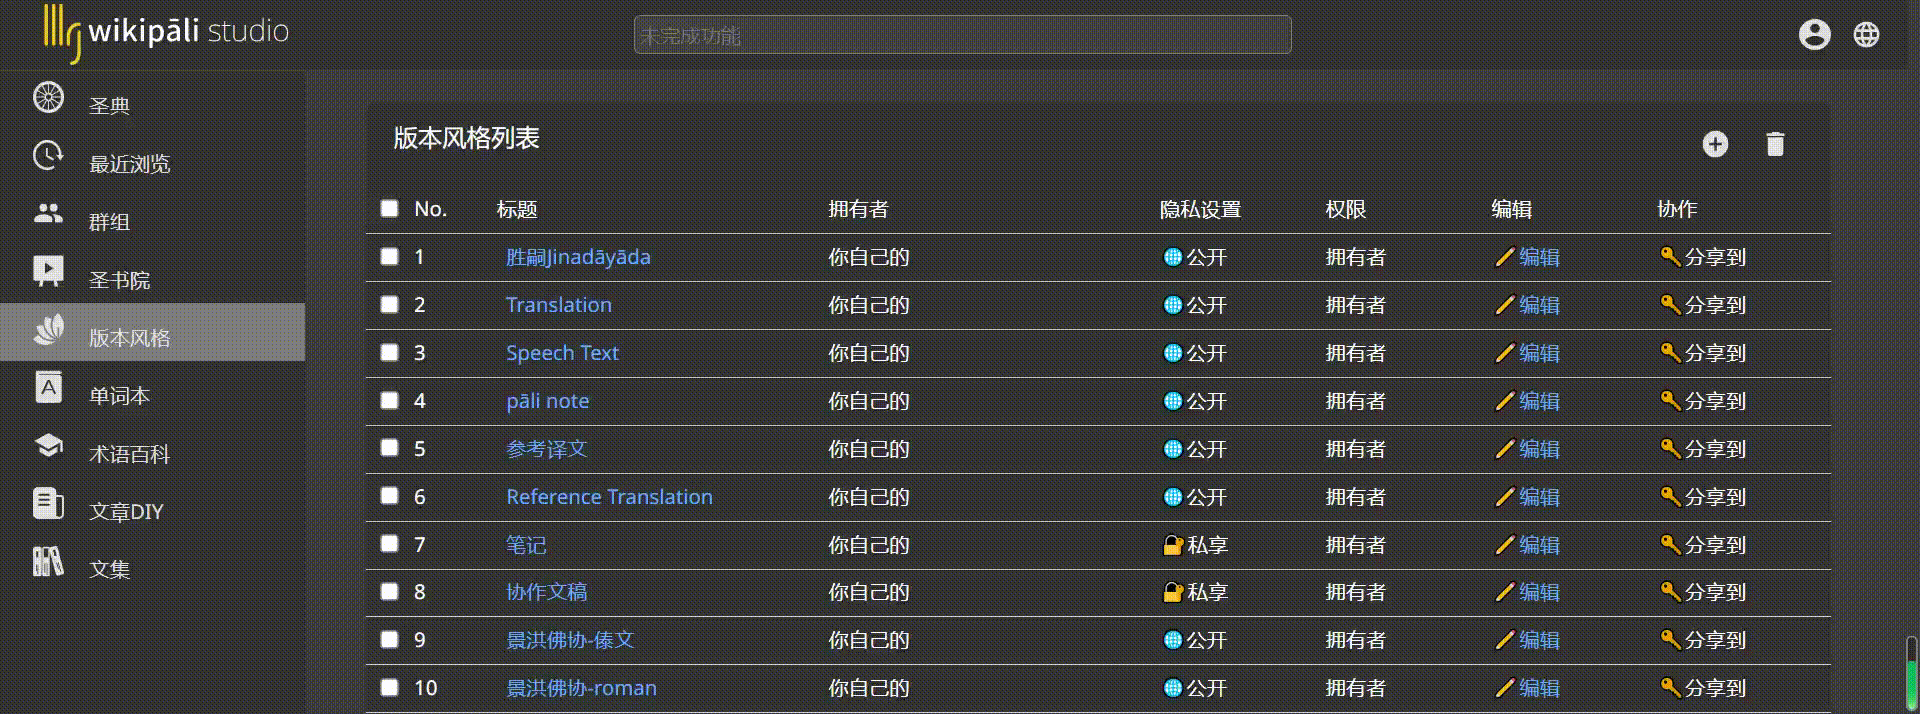 wikipāli studio
未完成功能
圣典
最近浏览
群组
圣书院
版本风格
单词本
术语百科
文章DIY
文集
版本风格列表
No. 标题 拥有者 隐私设置 权限 编辑 协作
1 胜嗣Jinadāyāda 你自己的 公开 拥有者 编辑 分享到
2 Translation 你自己的 公开 拥有者 编辑 分享到
3 Speech Text 你自己的 公开 拥有者 编辑 分享到
4 pāli note 你自己的 公开 拥有者 编辑 分享到
5 参考译文 你自己的 公开 拥有者 编辑 分享到
6 Reference Translation 你自己的 公开 拥有者 编辑 分享到
7 笔记 你自己的 私享 拥有者 编辑 分享到
8 协作文稿 你自己的 私享 拥有者 编辑 分享到
9 景洪佛协-傣文 你自己的 公开 拥有者 编辑 分享到
10 景洪佛协-roman 你自己的 公开 拥有者 编辑 分享到